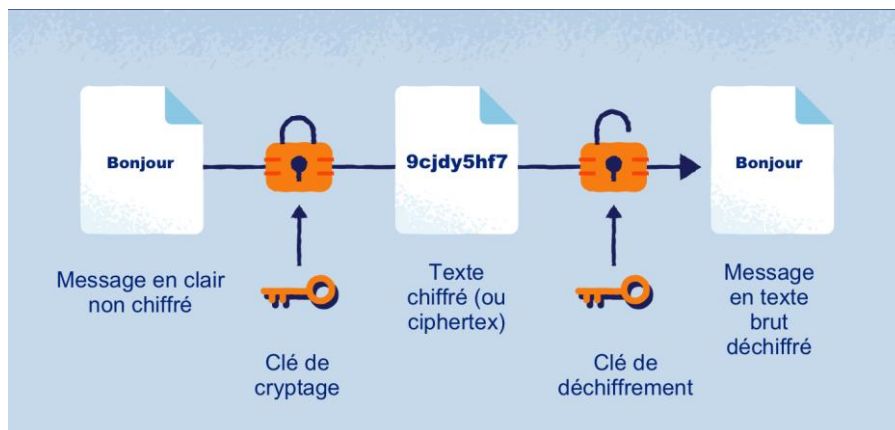 Bonjour
9cjdy5hf7
Bonjour
Message en clair
non chiffré
Clé de
cryptage
Texte
chiffré (ou
ciphertex)
Clé de
déchiffrement
Message
en texte
brut
déchiffré